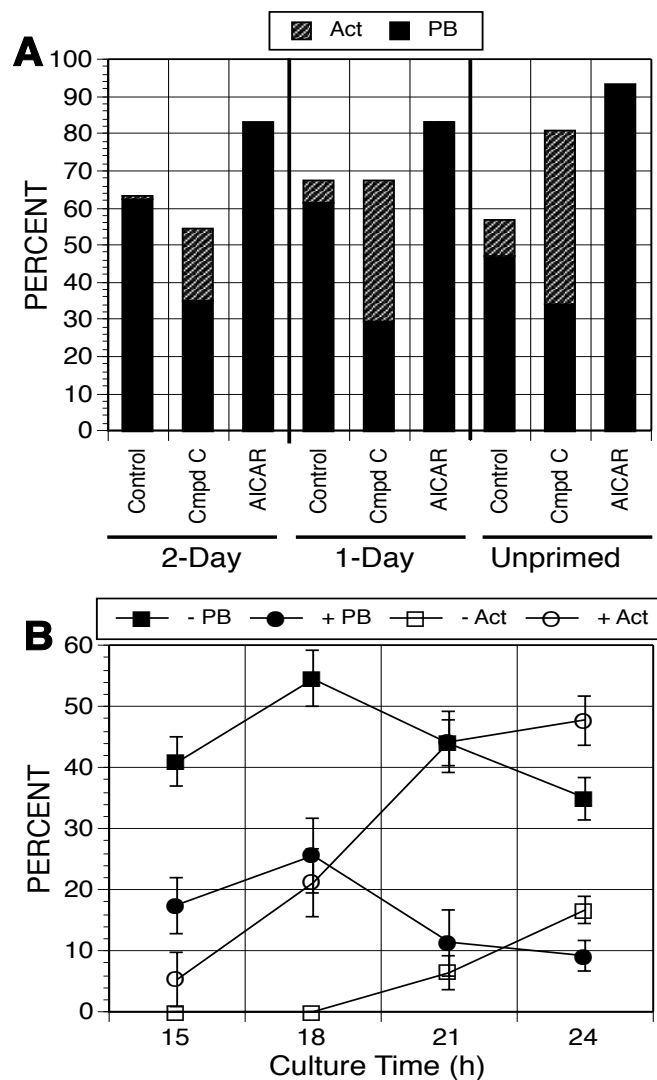 Act PB
A
100
90
80
70
60
50
40
30
20
10
0
PERCENT
Control Cmpd C AICAR Control Cmpd C AICAR Control Cmpd C AICAR
2-Day 1-Day Unprimed
B
- PB + PB - Act + Act
60
50
40
30
20
10
0
PERCENT
15 18 21 24
Culture Time (h)